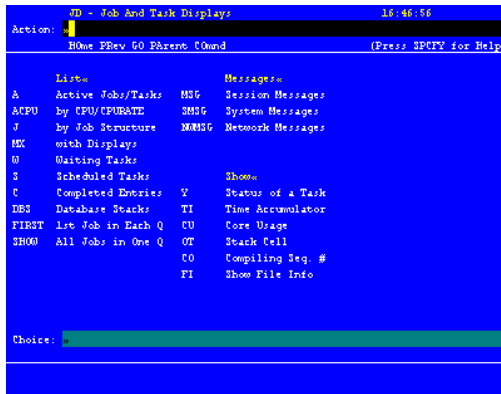 JD - Job And Task Displays 16:46:56
Action: »
HOme PRev GO PArent COmnd (Press SPCFY for Help
List« Messages«
A Active Jobs/Tasks MSG Session Messages
ACPU by CPU/CPURATE SMSG System Messages
J by Job Structure NWMSG Network Messages
MX with Displays
W Waiting Tasks
S Scheduled Tasks Show«
C Completed Entries Y Status of a Task
DBS Database Stacks TI Time Accumulator
FIRST 1st Job in Each Q CU Core Usage
SHOW All Jobs in One Q OT Stack Cell
CO Compiling Seq. #
FI Show File Info
Choice: »